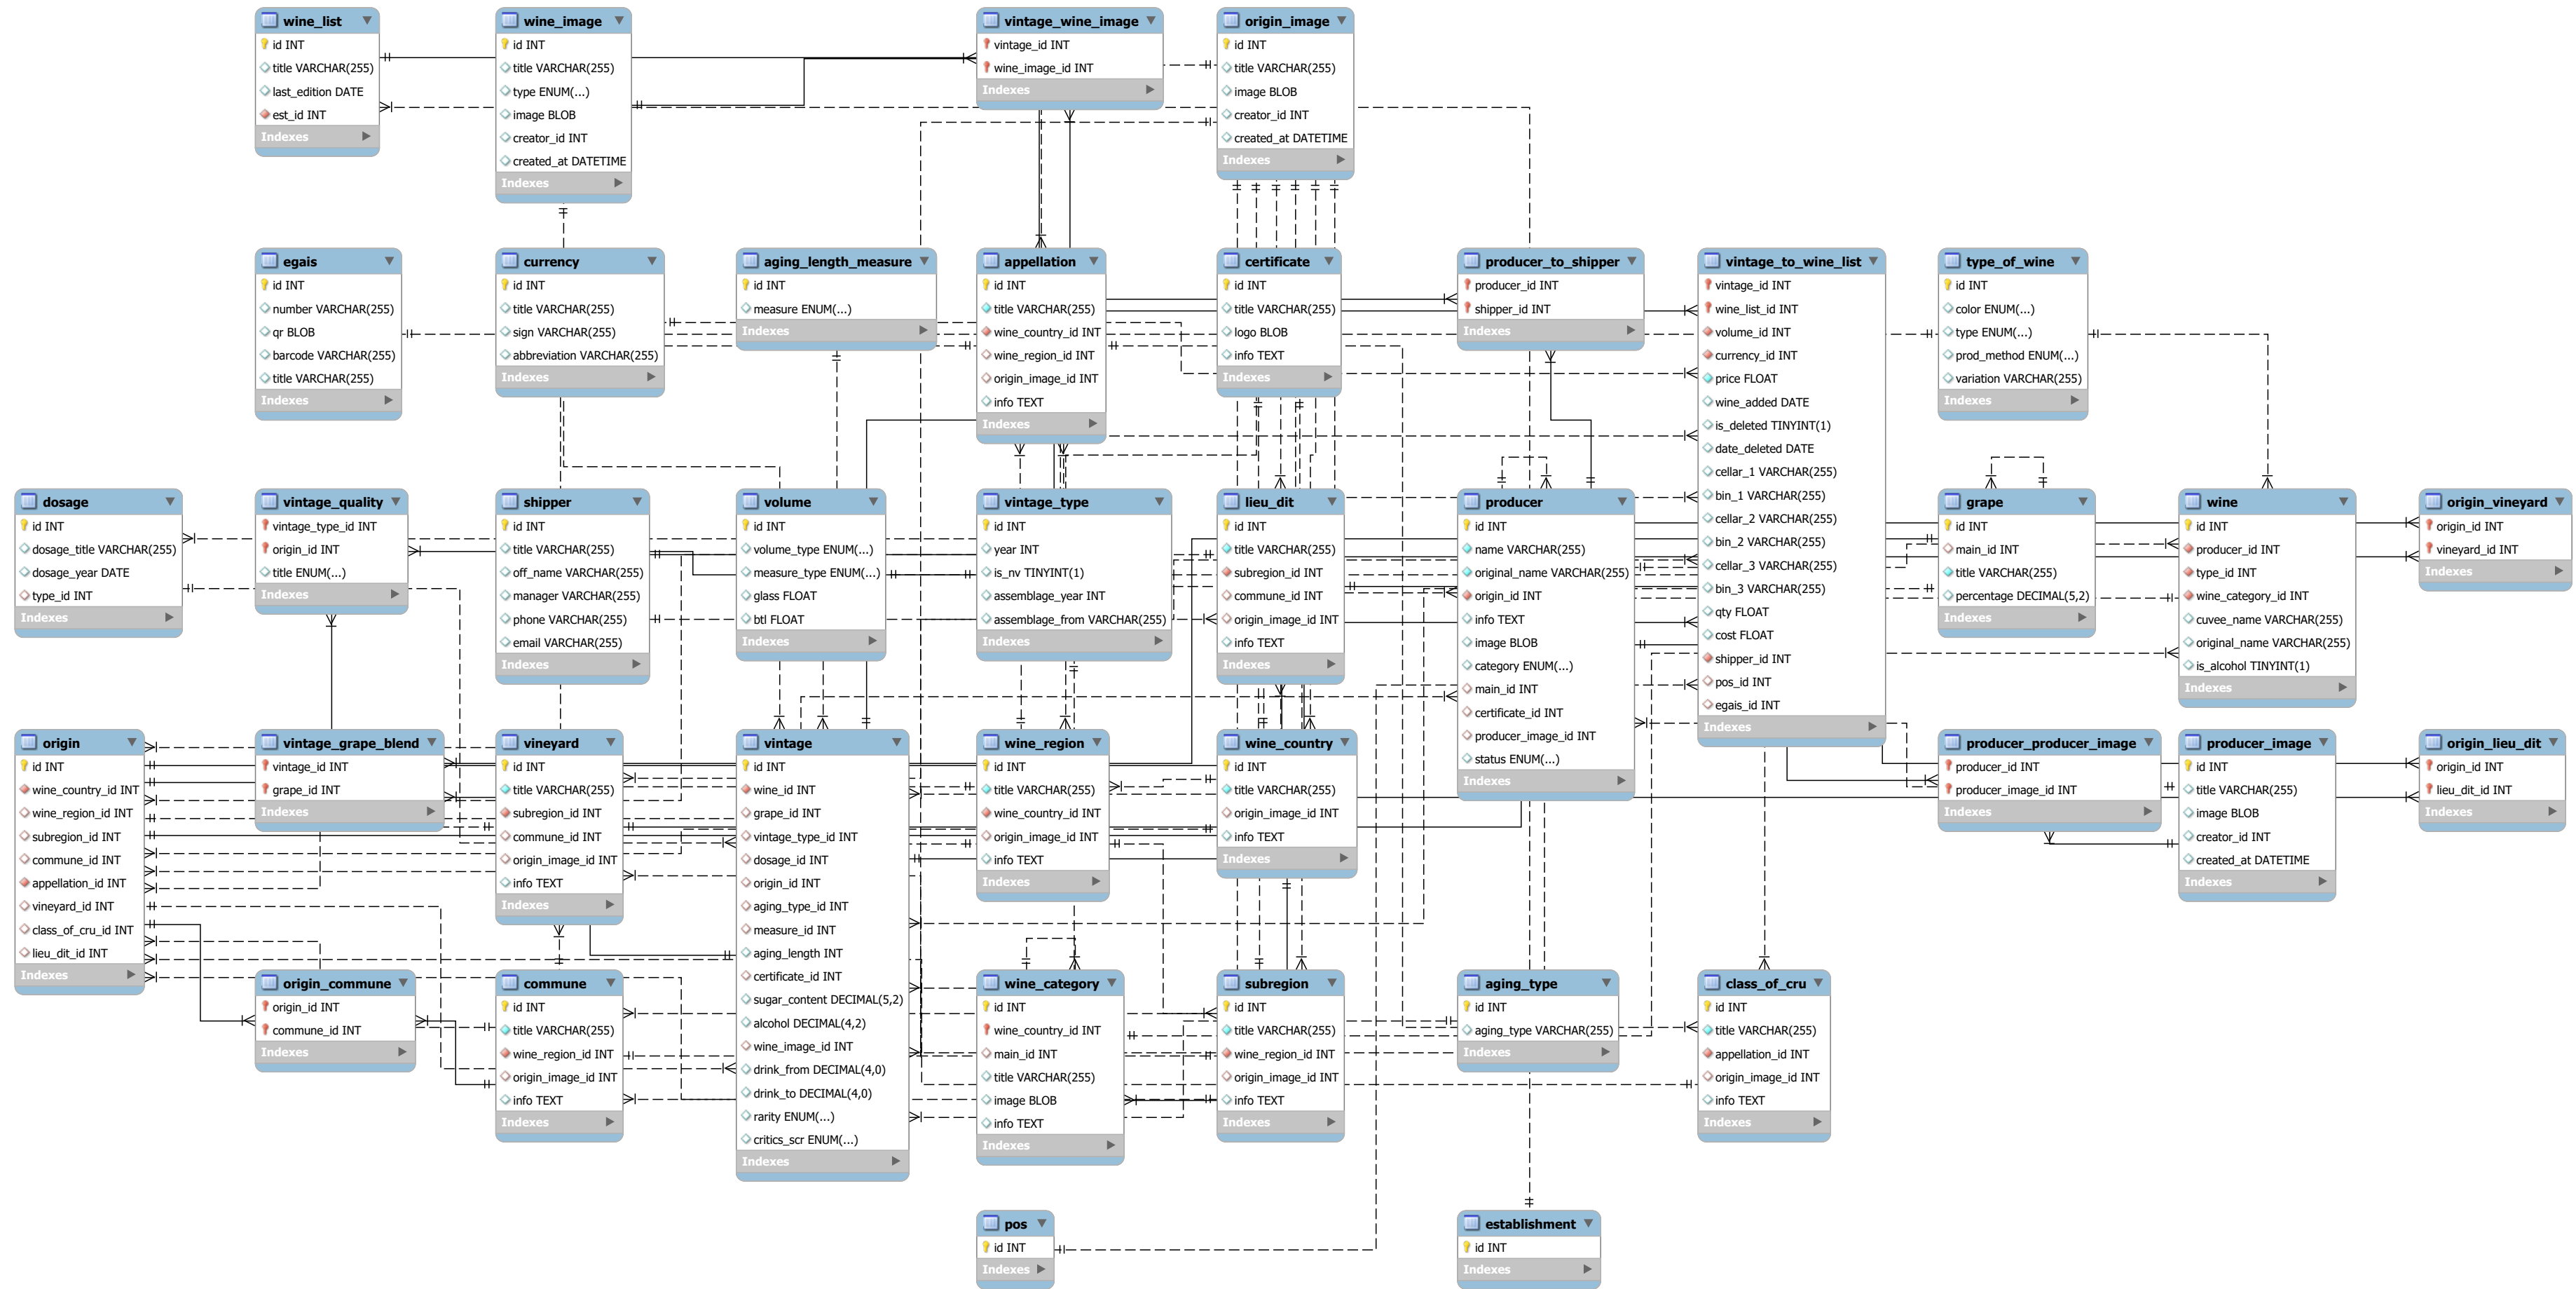 wine_list
id INT
title VARCHAR(255)
last_edition DATE
est_id INT
Indexes
wine_image
id INT
title VARCHAR(255)
type ENUM(...)
image BLOB
creator_id INT
created_at DATETIME
Indexes
vintage_wine_image
vintage_id INT
wine_image_id INT
Indexes
origin_image
id INT
title VARCHAR(255)
image BLOB
creator_id INT
created_at DATETIME
Indexes
egais
id INT
number VARCHAR(255)
qr BLOB
barcode VARCHAR(255)
title VARCHAR(255)
Indexes
currency
id INT
title VARCHAR(255)
sign VARCHAR(255)
abbreviation VARCHAR(255)
Indexes
aging_length_measure
id INT
measure ENUM(...)
Indexes
appellation
id INT
title VARCHAR(255)
wine_country_id INT
wine_region_id INT
origin_image_id INT
info TEXT
Indexes
certificate
id INT
title VARCHAR(255)
logo BLOB
info TEXT
Indexes
producer_to_shipper
producer_id INT
shipper_id INT
Indexes
vintage_to_wine_list
vintage_id INT
wine_list_id INT
volume_id INT
currency_id INT
price FLOAT
wine_added DATE
is_deleted TINYINT(1)
date_deleted DATE
cellar_1 VARCHAR(255)
bin_1 VARCHAR(255)
cellar_2 VARCHAR(255)
bin_2 VARCHAR(255)
cellar_3 VARCHAR(255)
bin_3 VARCHAR(255)
qty FLOAT
cost FLOAT
shipper_id INT
pos_id INT
egais_id INT
Indexes
type_of_wine
id INT
color ENUM(...)
type ENUM(...)
prod_method ENUM(...)
variation VARCHAR(255)
Indexes
dosage
id INT
dosage_title VARCHAR(255)
dosage_year DATE
type_id INT
Indexes
vintage_quality
vintage_type_id INT
origin_id INT
title ENUM(...)
Indexes
shipper
id INT
title VARCHAR(255)
off_name VARCHAR(255)
manager VARCHAR(255)
phone VARCHAR(255)
email VARCHAR(255)
Indexes
volume
id INT
volume_type ENUM(...)
measure_type ENUM(...)
glass FLOAT
btl FLOAT
Indexes
vintage_type
id INT
year INT
is_nv TINYINT(1)
assemblage_year INT
assemblage_from VARCHAR(255)
Indexes
lieu_dit
id INT
title VARCHAR(255)
subregion_id INT
commune_id INT
origin_image_id INT
info TEXT
Indexes
producer
id INT
name VARCHAR(255)
original_name VARCHAR(255)
origin_id INT
info TEXT
image BLOB
category ENUM(...)
main_id INT
certificate_id INT
producer_image_id INT
status ENUM(...)
Indexes
grape
id INT
main_id INT
title VARCHAR(255)
percentage DECIMAL(5,2)
Indexes
wine
id INT
producer_id INT
type_id INT
wine_category_id INT
cuvee_name VARCHAR(255)
original_name VARCHAR(255)
is_alcohol TINYINT(1)
Indexes
origin_vineyard
origin_id INT
vineyard_id INT
Indexes
origin
id INT
wine_country_id INT
wine_region_id INT
subregion_id INT
commune_id INT
appellation_id INT
vineyard_id INT
class_of_cru_id INT
lieu_dit_id INT
Indexes
vintage_grape_blend
vintage_id INT
grape_id INT
Indexes
vineyard
id INT
title VARCHAR(255)
subregion_id INT
commune_id INT
origin_image_id INT
info TEXT
Indexes
vintage
id INT
wine_id INT
grape_id INT
vintage_type_id INT
dosage_id INT
origin_id INT
aging_type_id INT
measure_id INT
aging_length INT
certificate_id INT
sugar_content DECIMAL(5,2)
alcohol DECIMAL(4,2)
wine_image_id INT
drink_from DECIMAL(4,0)
drink_to DECIMAL(4,0)
rarity ENUM(...)
critics_scr ENUM(...)
Indexes
wine_region
id INT
title VARCHAR(255)
wine_country_id INT
origin_image_id INT
info TEXT
Indexes
wine_country
id INT
title VARCHAR(255)
origin_image_id INT
info TEXT
Indexes
producer_producer_image
producer_id INT
producer_image_id INT
Indexes
producer_image
id INT
title VARCHAR(255)
image BLOB
creator_id INT
created_at DATETIME
Indexes
origin_lieu_dit
origin_id INT
lieu_dit_id INT
Indexes
origin_commune
origin_id INT
commune_id INT
Indexes
commune
id INT
title VARCHAR(255)
wine_region_id INT
origin_image_id INT
info TEXT
Indexes
wine_category
id INT
wine_country_id INT
main_id INT
title VARCHAR(255)
image BLOB
info TEXT
Indexes
subregion
id INT
title VARCHAR(255)
wine_region_id INT
origin_image_id INT
info TEXT
Indexes
aging_type
id INT
aging_type VARCHAR(255)
Indexes
class_of_cru
id INT
title VARCHAR(255)
appellation_id INT
origin_image_id INT
info TEXT
Indexes
pos
id INT
Indexes
establishment
id INT
Indexes